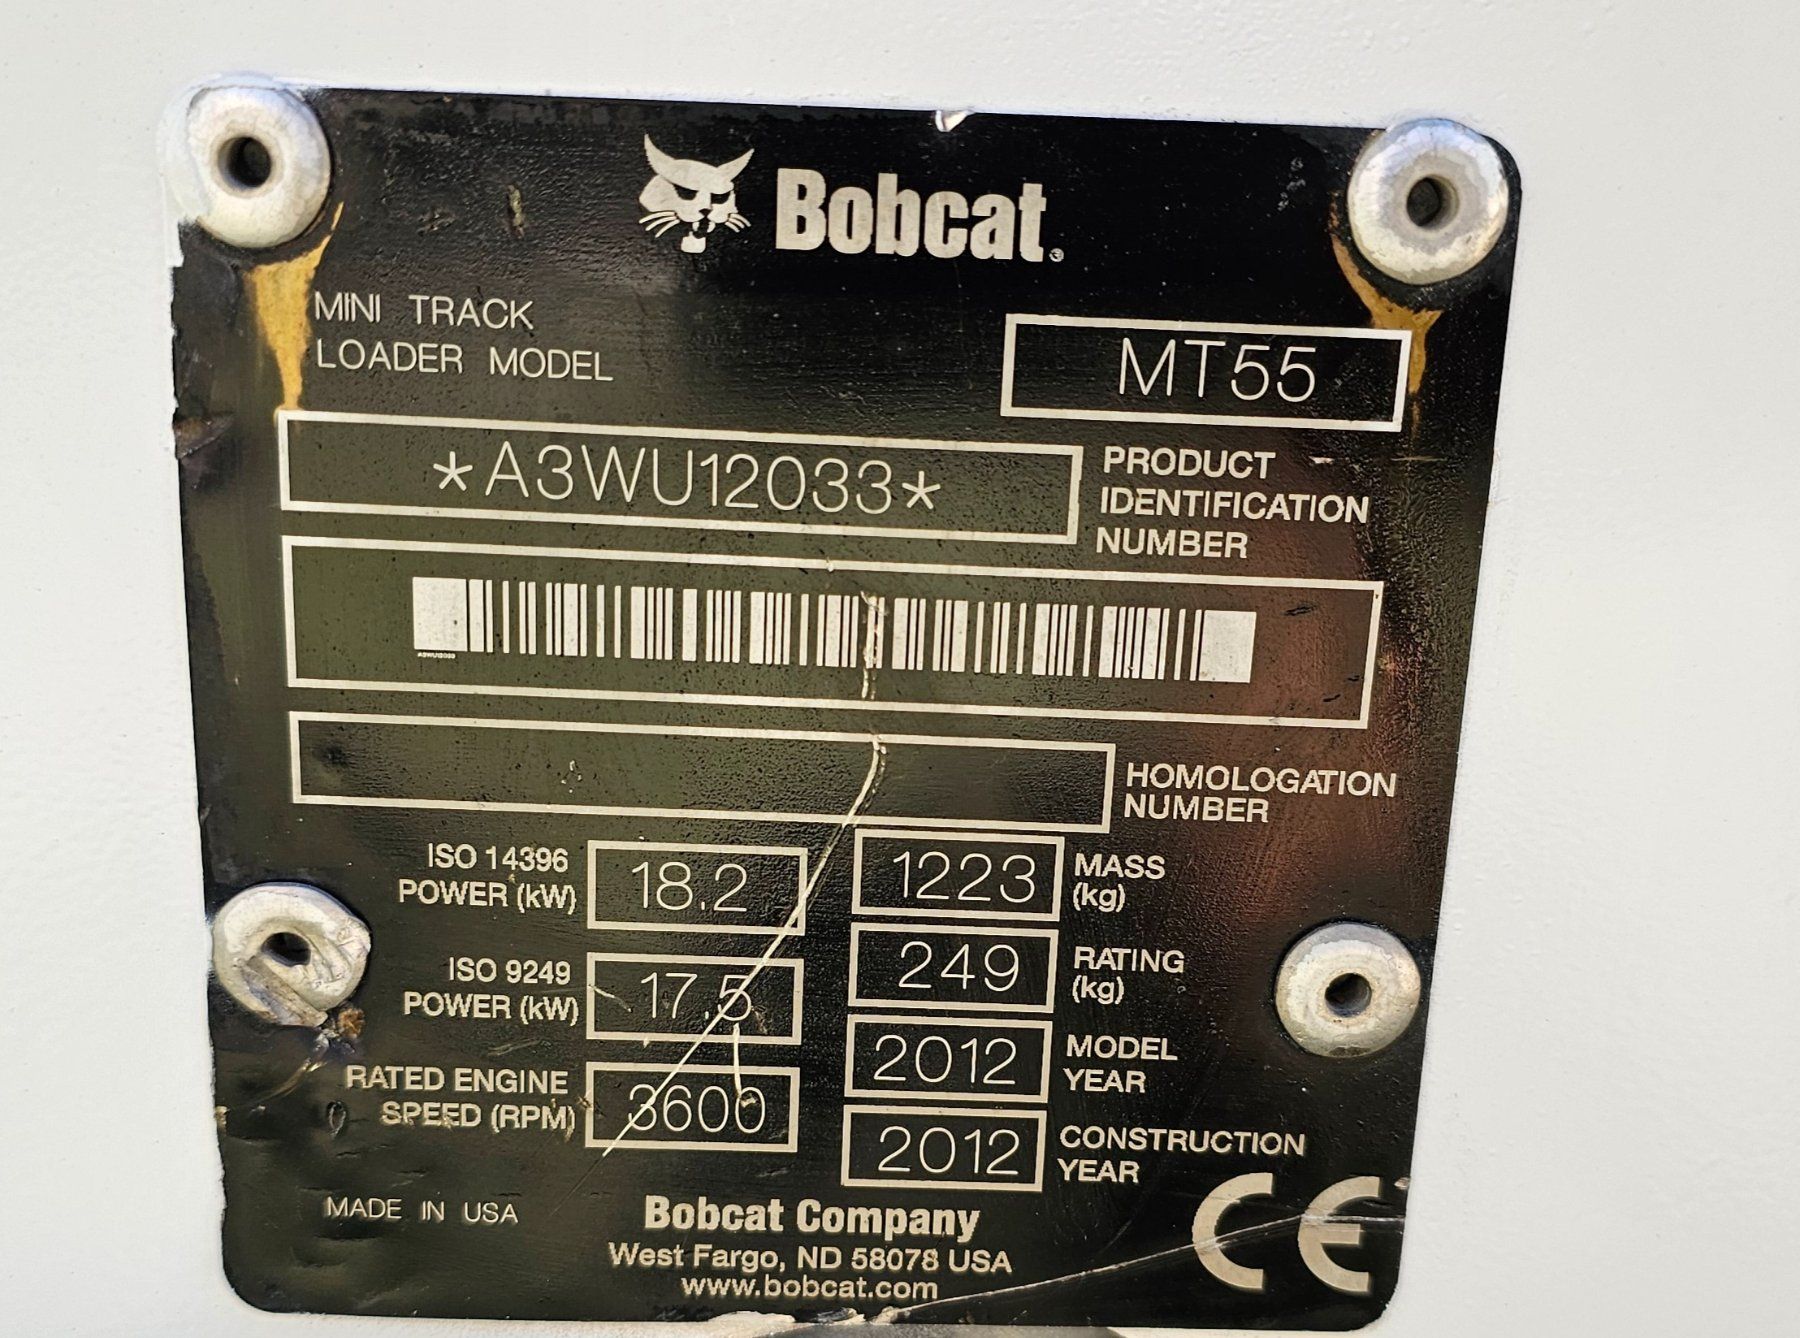 Bobcat®
MINI TRACK
LOADER MODEL
MT55
*A3WU12033*
PRODUCT
IDENTIFICATION
NUMBER
A3WU12033
HOMOLOGATION
NUMBER
ISO 14396
POWER (kW)
18.2
1223
MASS
(kg)
ISO 9249
POWER (kW)
17.5
249
RATING
(kg)
2012
MODEL
YEAR
RATED ENGINE
SPEED (RPM)
3600
2012
CONSTRUCTION
YEAR
MADE IN USA
Bobcat Company
West Fargo, ND 58078 USA
www.bobcat.com
CE